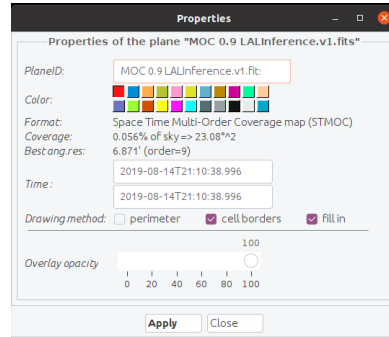 Properties
Properties of the plane "MOC 0.9 LALInference.v1.fits"
PlaneID: MOC 0.9 LALInference.v1.fit
Color:
Format: Space Time Multi-Order Coverage map (STMOC)
Coverage: 0.056% of sky => 23.08°^2
Best ang.res: 6.871' (order=9)
2019-08-14T21:10:38.996
Time :
2019-08-14T21:10:38.996
Drawing method: perimeter cell borders fill in
100
Overlay opacity
0 20 40 60 80 100
Apply Close